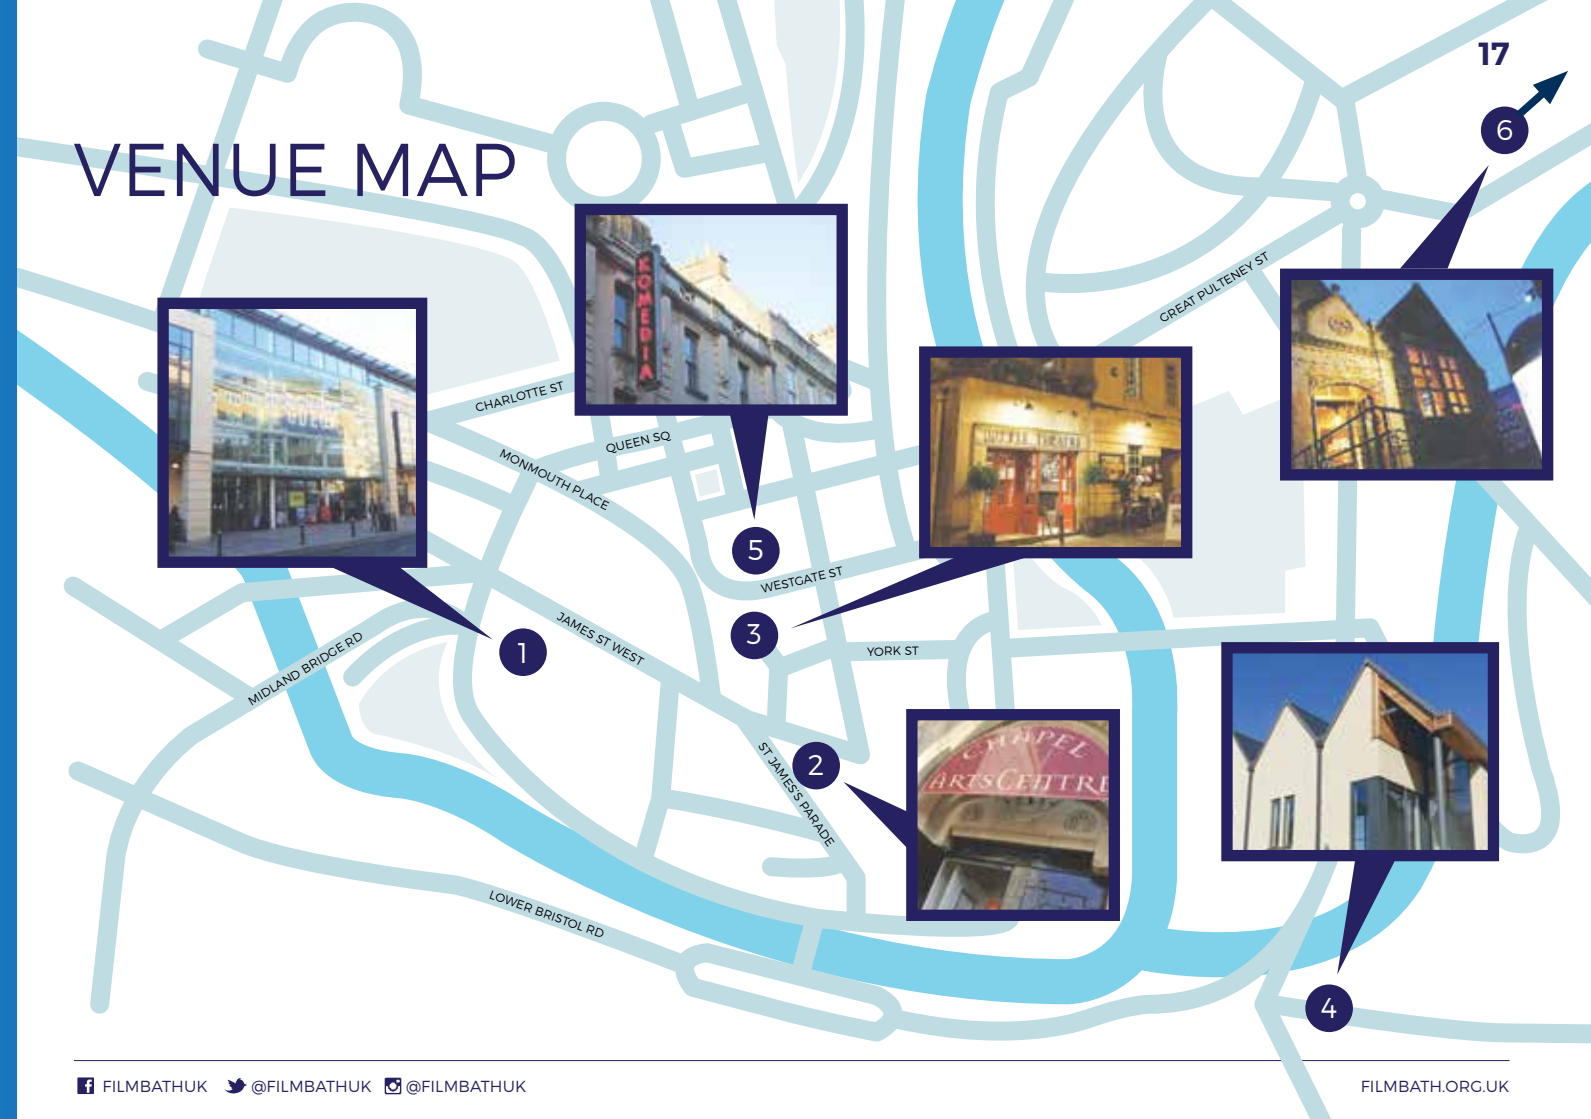 17
6
VENUE MAP
KOMEDIA
GREAT PULTENEY ST
CHARLOTTE ST
QUEEN SQ
MONMOUTH PLACE
5
WESTGATE ST
3
JAMES ST WEST
1
YORK ST
MIDLAND BRIDGE RD
2
ST JAMES'S PARADE
CHAPEL
ARTS CENTRE
LOWER BRISTOL RD
4
FILMBATHUK @FILMBATHUK @FILMBATHUK
FILMBATH.ORG.UK